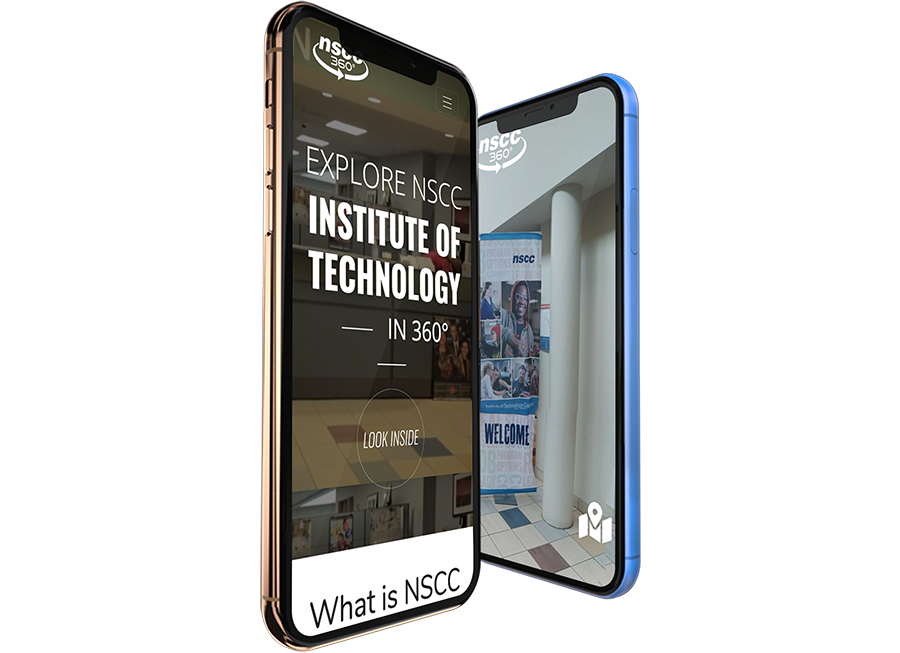 nscc
360°
EXPLORE NSCC
INSTITUTE OF
TECHNOLOGY
IN 360°
LOOK INSIDE
What is NSCC
nscc
360°
nscc
WELCOME